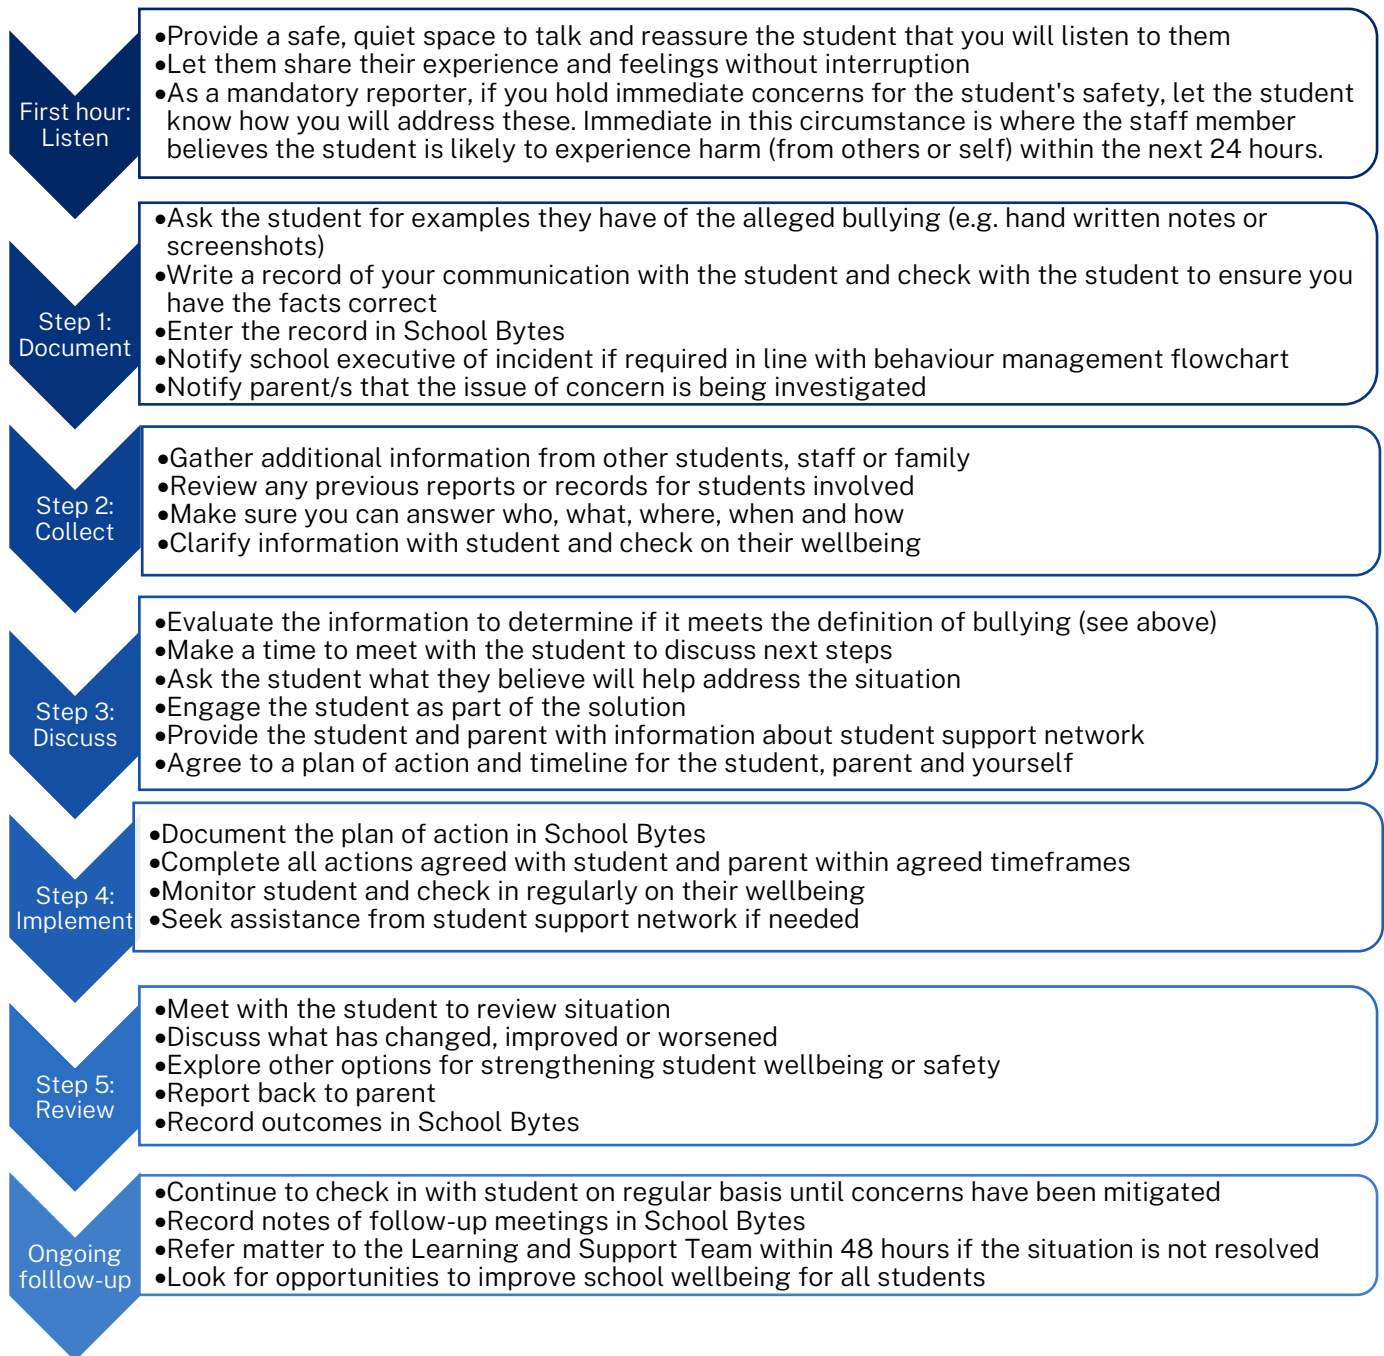 First hour:
Listen
•Provide a safe, quiet space to talk and reassure the student that you will listen to them
•Let them share their experience and feelings without interruption
•As a mandatory reporter, if you hold immediate concerns for the student's safety, let the student
know how you will address these. Immediate in this circumstance is where the staff member
believes the student is likely to experience harm (from others or self) within the next 24 hours.
Step 1:
Document
•Ask the student for examples they have of the alleged bullying (e.g. hand written notes or
screenshots)
•Write a record of your communication with the student and check with the student to ensure you
have the facts correct
•Enter the record in School Bytes
•Notify school executive of incident if required in line with behaviour management flowchart
•Notify parent/s that the issue of concern is being investigated
Step 2:
Collect
•Gather additional information from other students, staff or family
•Review any previous reports or records for students involved
•Make sure you can answer who, what, where, when and how
•Clarify information with student and check on their wellbeing
Step 3:
Discuss
•Evaluate the information to determine if it meets the definition of bullying (see above)
•Make a time to meet with the student to discuss next steps
•Ask the student what they believe will help address the situation
•Engage the student as part of the solution
•Provide the student and parent with information about student support network
•Agree to a plan of action and timeline for the student, parent and yourself
Step 4:
Implement
•Document the plan of action in School Bytes
•Complete all actions agreed with student and parent within agreed timeframes
•Monitor student and check in regularly on their wellbeing
•Seek assistance from student support network if needed
Step 5:
Review
•Meet with the student to review situation
•Discuss what has changed, improved or worsened
•Explore other options for strengthening student wellbeing or safety
•Report back to parent
•Record outcomes in School Bytes
Ongoing
folllow-up
•Continue to check in with student on regular basis until concerns have been mitigated
•Record notes of follow-up meetings in School Bytes
•Refer matter to the Learning and Support Team within 48 hours if the situation is not resolved
•Look for opportunities to improve school wellbeing for all students